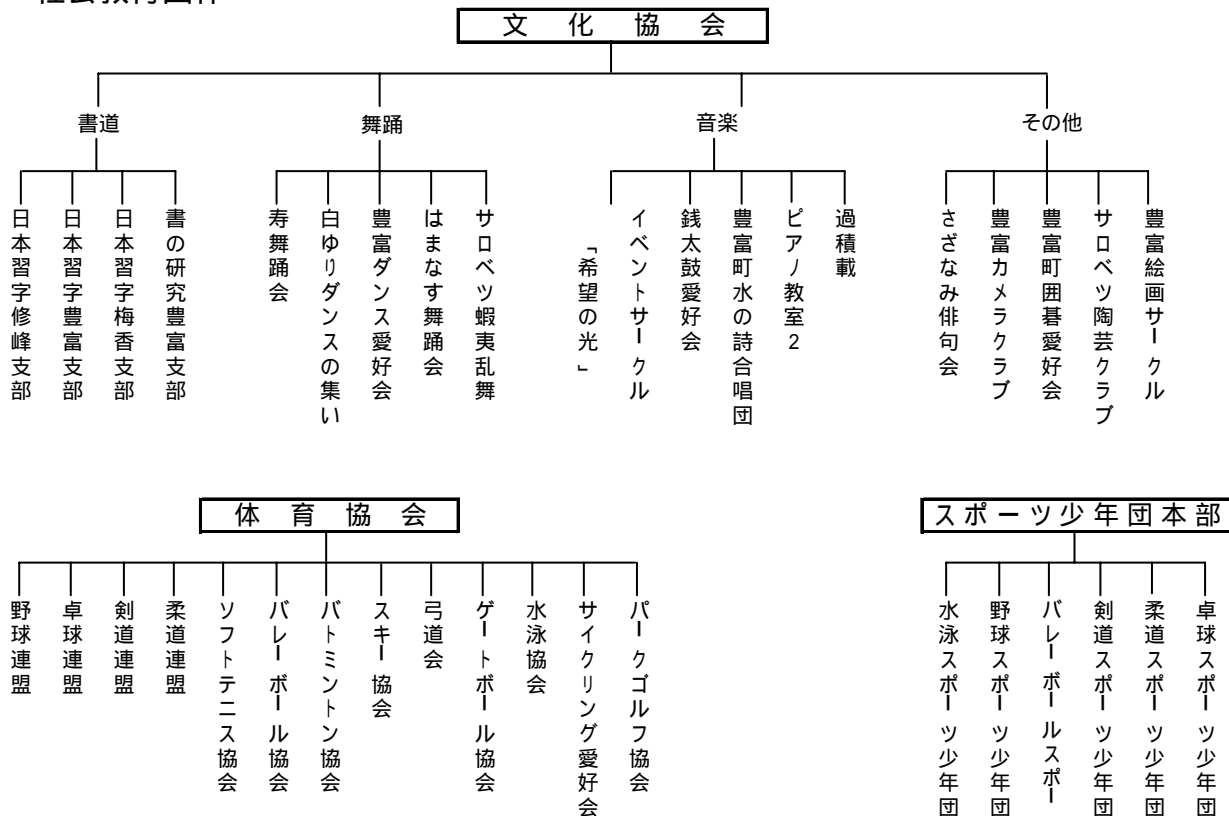 社会教育団体
文化協会
書道
舞踊
音楽
その他
日本習字修峰支部
日本習字豊富支部
日本習字梅香支部
書の研究豊富支部
寿舞踊会
白ゆりダンスの集い
豊富ダンス愛好会
はまなす舞踊会
サロベツ蝦夷乱舞
イベントサークル
「希望の光」
銭太鼓愛好会
豊富町水の詩合唱団
ピアノ教室2
過積載
さざなみ俳句会
豊富カメラクラブ
豊富町囲碁愛好会
サロベツ陶芸クラブ
豊富絵画サークル
体育協会
野球連盟
卓球連盟
剣道連盟
柔道連盟
ソフトテニス協会
バレーボール協会
バトミントン協会
スキー協会
弓道会
ゲートボール協会
水泳協会
サイクリング愛好会
パークゴルフ協会
スポーツ少年団本部
水泳スポーツ少年団
野球スポーツ少年団
バレーボールスポー
剣道スポーツ少年団
柔道スポーツ少年団
卓球スポーツ少年団